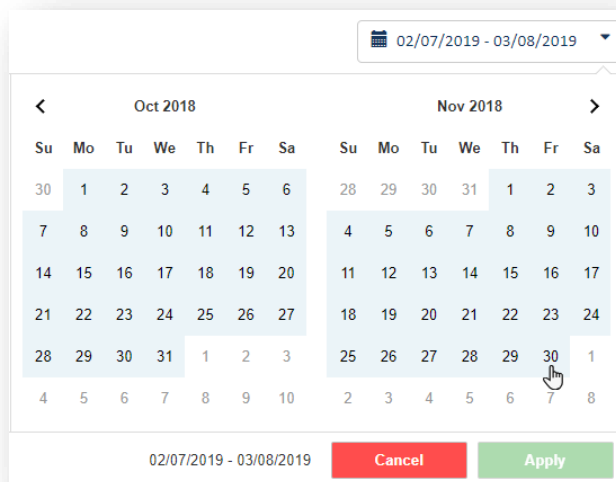 02/07/2019 - 03/08/2019
Oct 2018 Nov 2018
Su Mo Tu We Th Fr Sa Su Mo Tu We Th Fr Sa
30 1 2 3 4 5 6 28 29 30 31 1 2 3
7 8 9 10 11 12 13 4 5 6 7 8 9 10
14 15 16 17 18 19 20 11 12 13 14 15 16 17
21 22 23 24 25 26 27 18 19 20 21 22 23 24
28 29 30 31 1 2 3 25 26 27 28 29 30 1
4 5 6 7 8 9 10 2 3 4 5 6 7 8
02/07/2019 - 03/08/2019 Cancel Apply